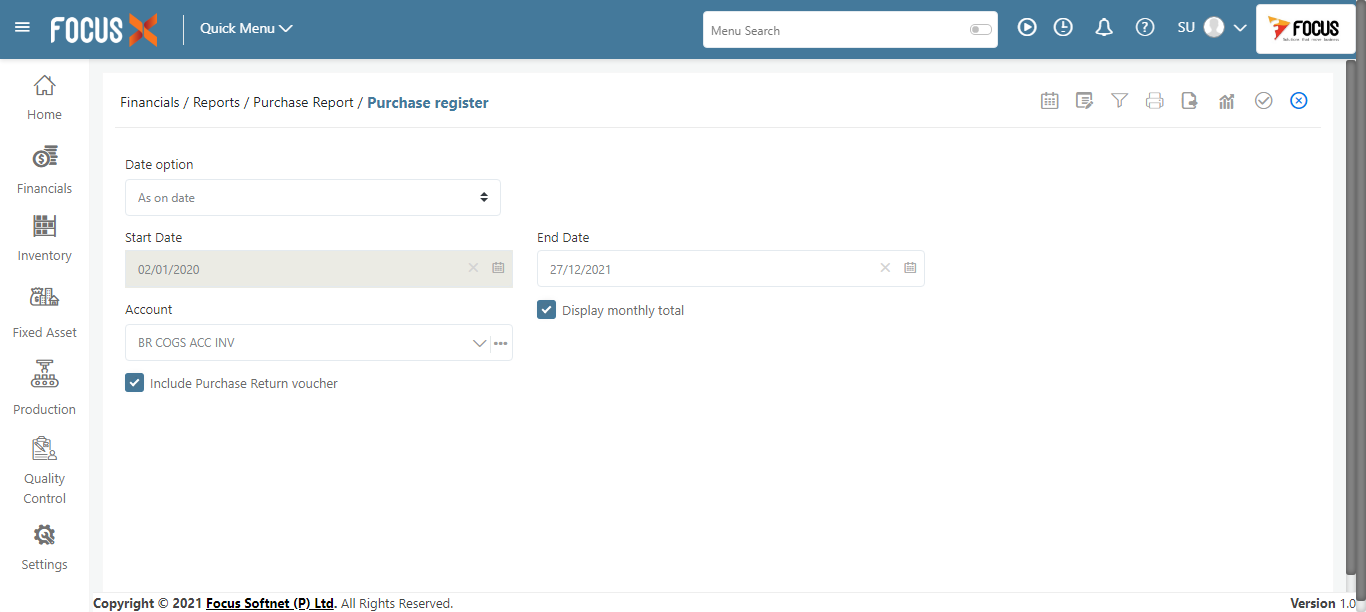 FOCUS X Quick Menu Menu Search SU FOCUS
Home
Financials
Inventory
Fixed Asset
Production
Quality
Control
Settings
Financials / Reports / Purchase Report / Purchase register
Date option
As on date
Start Date
02/01/2020
End Date
27/12/2021
Account
BR COGS ACC INV
Display monthly total
Include Purchase Return voucher
Copyright © 2021 Focus Softnet (P) Ltd. All Rights Reserved.
Version 1.0